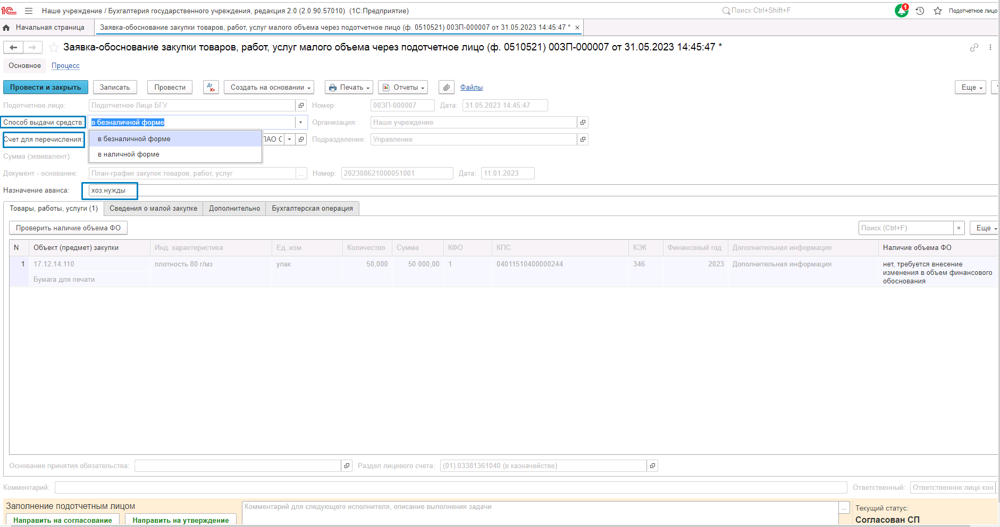 1С Наше учреждение / Бухгалтерия государственного учреждения, редакция 2.0 (2.0.90.57010) (1С:Предприятие) Поиск Ctrl+Shift+F 1 Подотчетное лицо
Начальная страница Заявка-обоснование закупки товаров, работ, услуг малого объема через подотчетное лицо (ф. 0510521) 00ЗП-000007 от 31.05.2023 14:45:47 * ×
Заявка-обоснование закупки товаров, работ, услуг малого объема через подотчетное лицо (ф. 0510521) 00ЗП-000007 от 31.05.2023 14:45:47 *
Основное Процесс
Провести и закрыть Записать Провести Дт Кт Создать на основании Печать Отчеты Файлы Еще
Подотчетное лицо: Подотчетное Лицо БГУ Номер: 00ЗП-000007 Дата: 31.05.2023 14:45:47
Способ выдачи средств: в безналичной форме Организация: Наше учреждение
Счет для перечисления: в безналичной форме ПАО С Подразделение: Управление
в наличной форме
Сумма (эквивалент):
Документ - основание: План-график закупок товаров, работ, услуг ... Номер: 202308621000051001 Дата: 11.01.2023
Назначение аванса: хоз.нужды
Товары, работы, услуги (1) Сведения о малой закупке Дополнительно Бухгалтерская операция
Проверить наличие объема ФО Поиск (Ctrl+F) × Еще
N Объект (предмет) закупки Инд. характеристика Ед. изм. Количество Сумма КФО КПС КЭК Финансовый год Дополнительная информация Наличие объема ФО
1 17.12.14.110 плотность 80 г/мз упак 50,000 50 000,00 1 04011510400000244 346 2023 Дополнительная информация нет, требуется внесение
изменения в объем финансового
Бумага для печати обоснования
Основание принятия обязательства: Раздел лицевого счета: (01) 03381361040 (в казначействе)
Комментарий: Ответственный: Ответственное лицо кон
Заполнение подотчетным лицом Комментарий для следующего исполнителя, описание выполнения задачи ... Текущий статус:
Направить на согласование Направить на утверждение Согласован СП